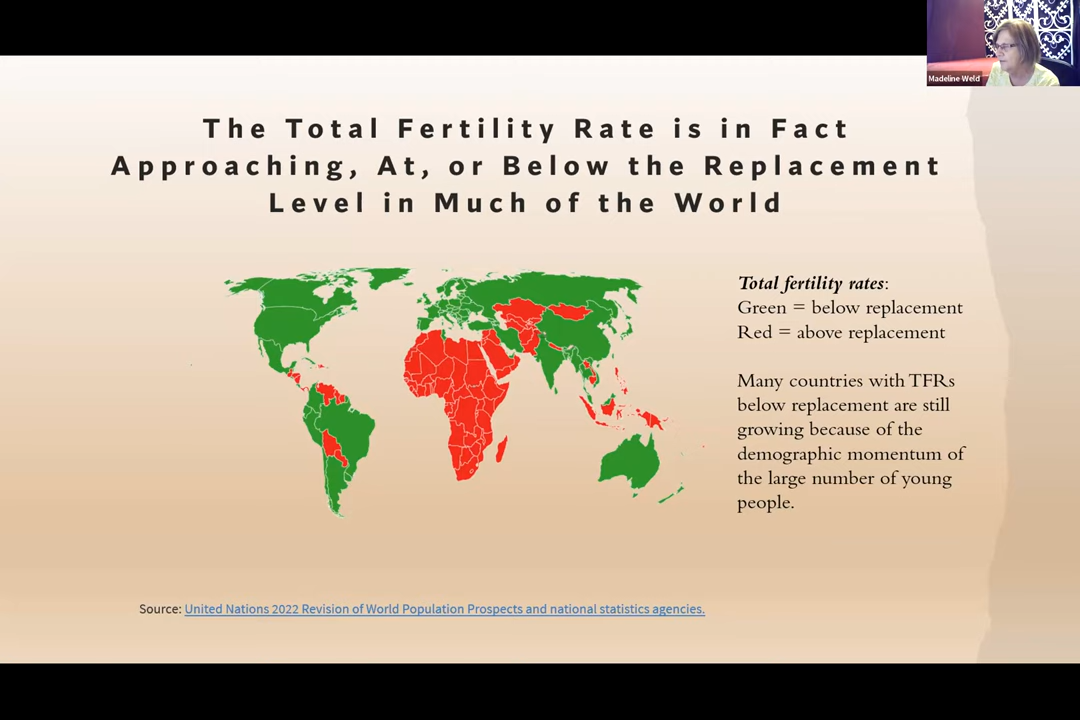 Madeline Weld
The Total Fertility Rate is in Fact
Approaching, At, or Below the Replacement
Level in Much of the World
Total fertility rates:
Green = below replacement
Red = above replacement
Many countries with TFRs
below replacement are still
growing because of the
demographic momentum of
the large number of young
people.
Source: United Nations 2022 Revision of World Population Prospects and national statistics agencies.